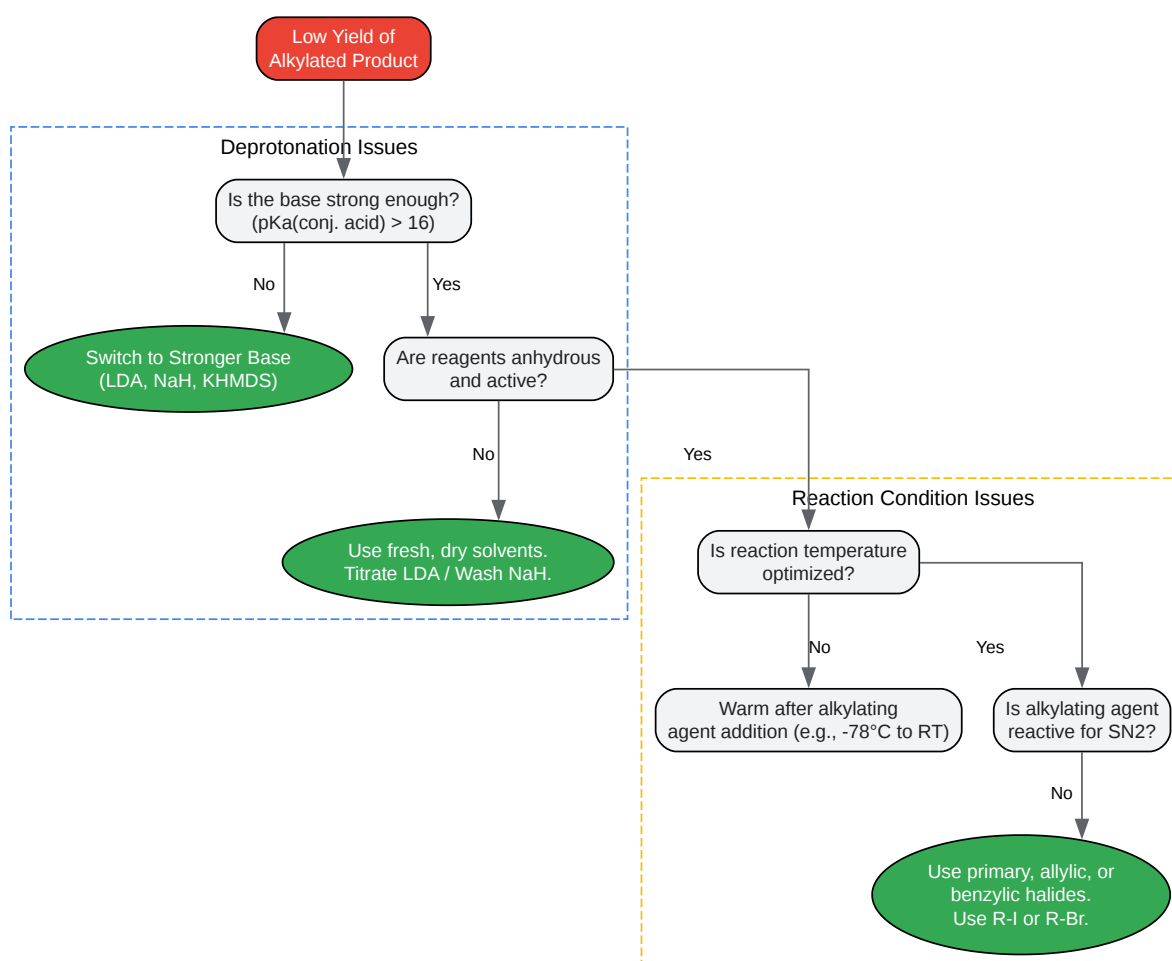 Low Yield of
Alkylated Product
Deprotonation Issues
Is the base strong enough?
(pKa(conj. acid) > 16)
No
Yes
Switch to Stronger Base
(LDA, NaH, KHMDS)
Are reagents anhydrous
and active?
No
Yes
Use fresh, dry solvents.
Titrate LDA / Wash NaH.
Reaction Condition Issues
Is reaction temperature
optimized?
No
Yes
Warm after alkylating
agent addition (e.g., -78°C to RT)
Is alkylating agent
reactive for SN2?
No
Use primary, allylic, or
benzylic halides.
Use R-I or R-Br.